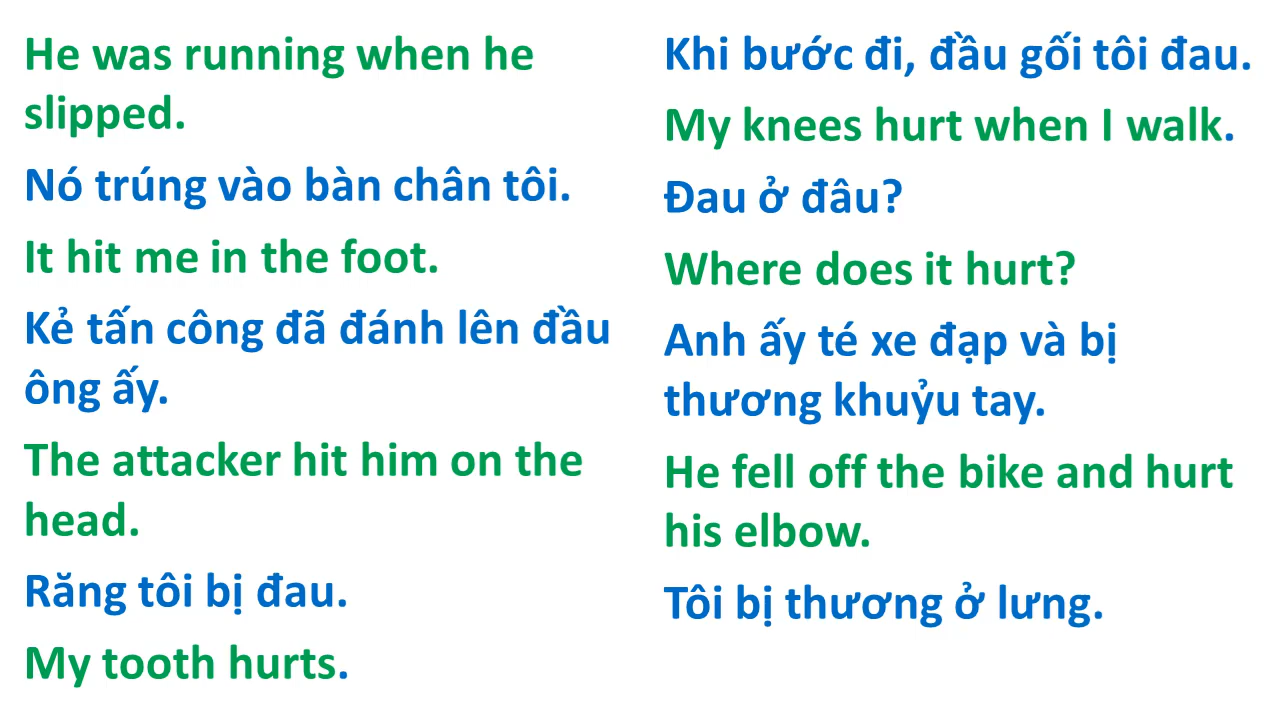 He was running when he
slipped.
Nó trúng vào bàn chân tôi.
It hit me in the foot.
Kẻ tấn công đã đánh lên đầu
ông ấy.
The attacker hit him on the
head.
Răng tôi bị đau.
My tooth hurts.
Khi bước đi, đầu gối tôi đau.
My knees hurt when I walk.
Đau ở đâu?
Where does it hurt?
Anh ấy té xe đạp và bị
thương khuỷu tay.
He fell off the bike and hurt
his elbow.
Tôi bị thương ở lưng.